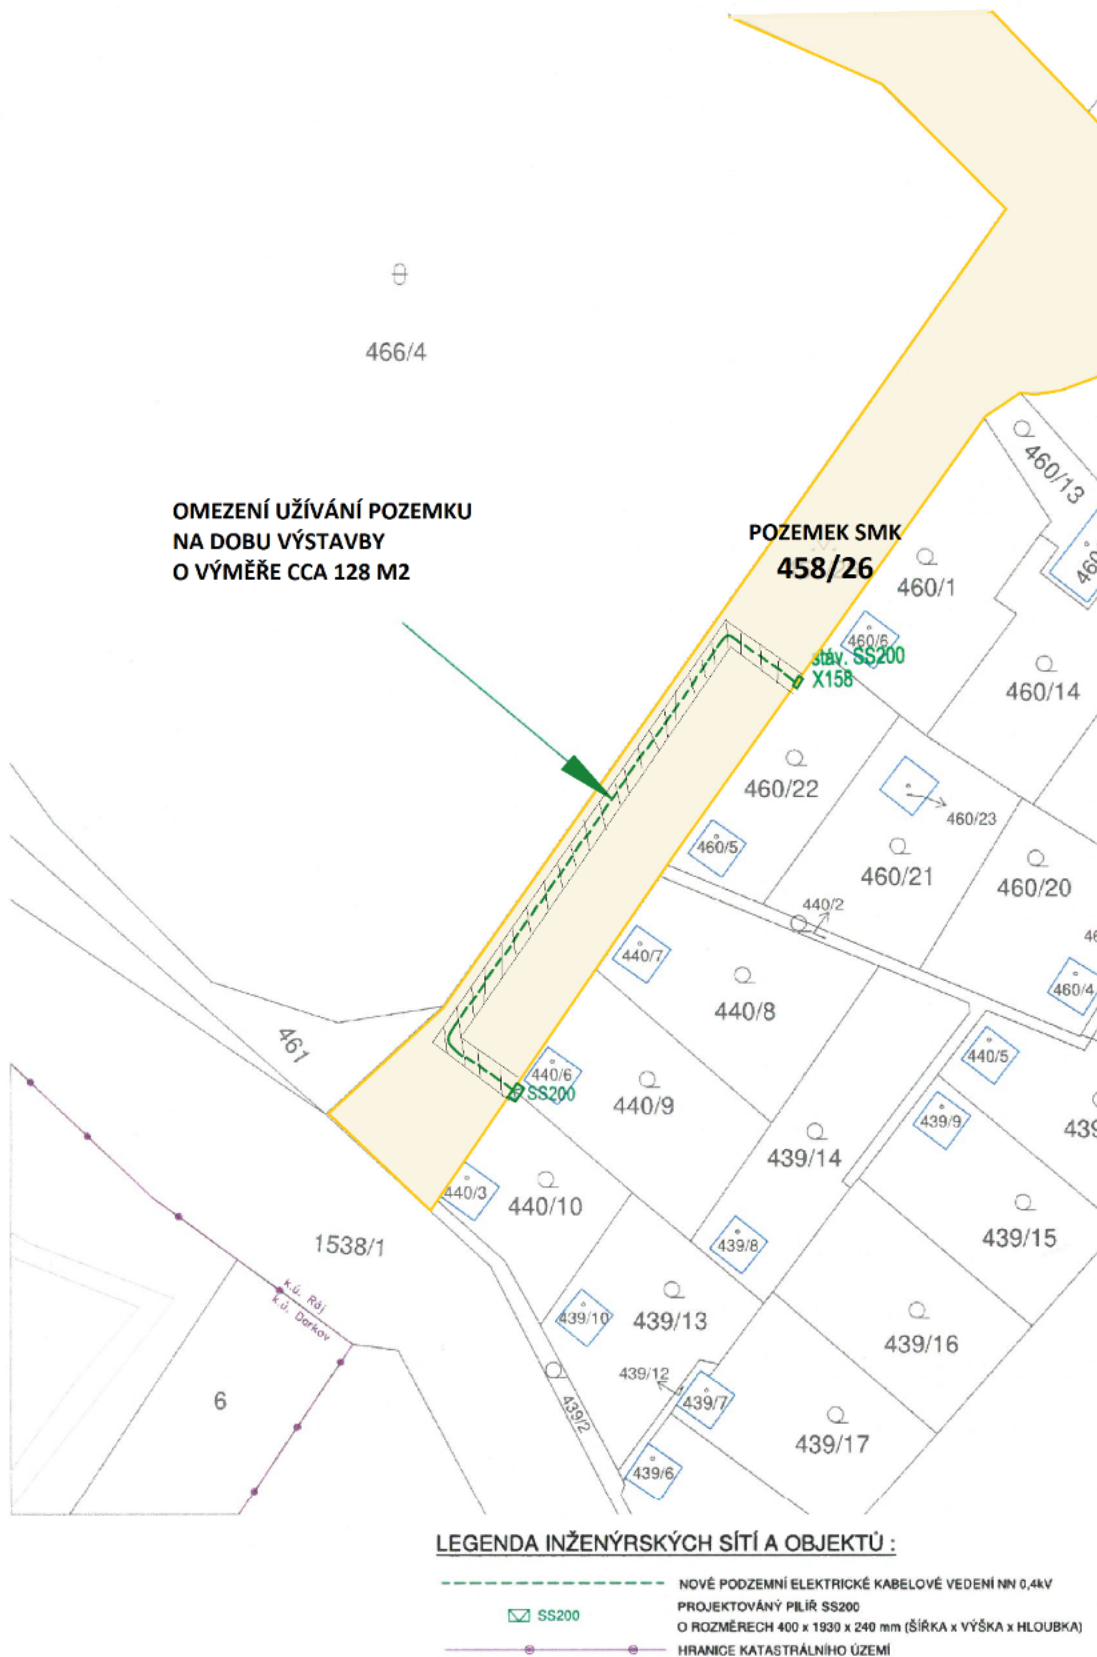 466/4
OMEZENÍ UŽÍVÁNÍ POZEMKU
NA DOBU VÝSTAVBY
O VÝMĚŘE CCA 128 M2
POZEMEK SMK
458/26
460/13
460/1
460/6
stáv. SS200
X158
460/14
460/22
460/23
460/5
460/21
460/20
440/2
440/7
440/8
460/4
461
440/6
SS200
440/5
440/9
439/9
439/14
440/3
440/10
439/15
1538/1
439/8
k.ú. Ráj
k.ú. Darkov
439/10
439/13
439/16
439/12
6
439/2
439/7
439/17
439/6
LEGENDA INŽENÝRSKÝCH SÍTÍ A OBJEKTŮ :
NOVÉ PODZEMNÍ ELEKTRICKÉ KABELOVÉ VEDENÍ NN 0,4kV
SS200
PROJEKTOVÁNÝ PILÍŘ SS200
O ROZMĚRECH 400 x 1930 x 240 mm (ŠÍŘKA x VÝŠKA x HLOUBKA)
HRANICE KATASTRÁLNÍHO ÚZEMÍ